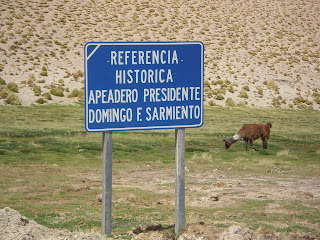 REFERENCIA
HISTORICA
APEADERO PRESIDENTE
DOMINGO F. SARMIENTO